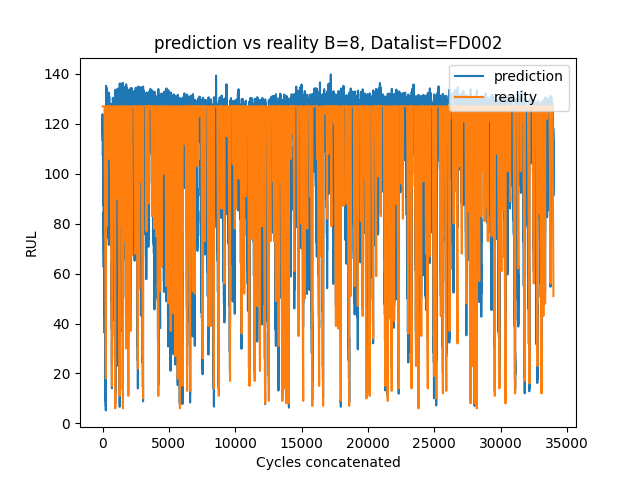 prediction vs reality B=8, Datalist=FD002
prediction
reality
RUL
140
120
100
80
60
40
20
0
0 5000 10000 15000 20000 25000 30000 35000
Cycles concatenated